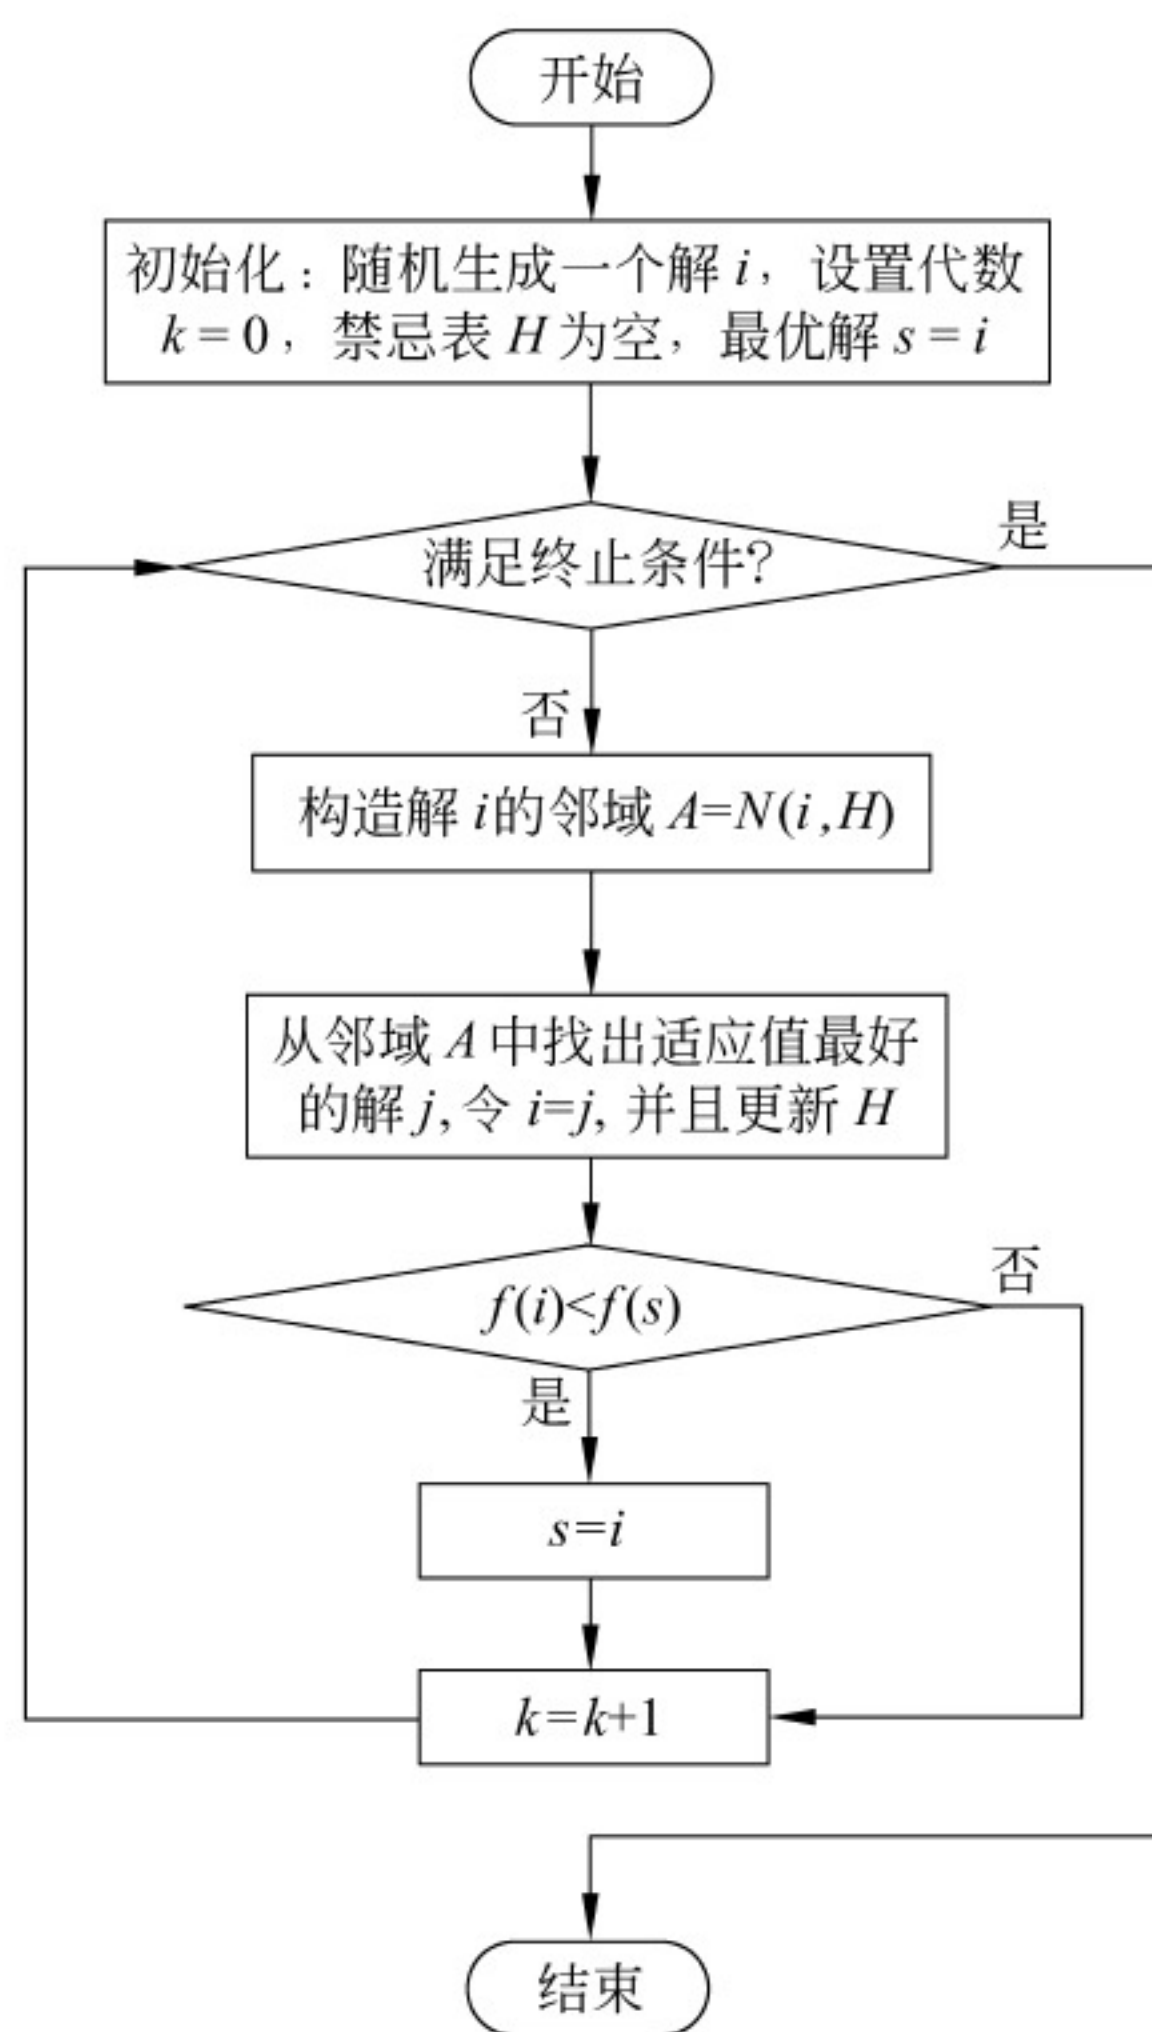 开始
初始化：随机生成一个解 i，设置代数
k = 0，禁忌表 H 为空，最优解 s = i
满足终止条件?
是
否
构造解 i的邻域 A=N(i,H)
从邻域 A 中找出适应值最好
的解 j, 令 i=j, 并且更新 H
f(i)<f(s)
否
是
s=i
k=k+1
结束